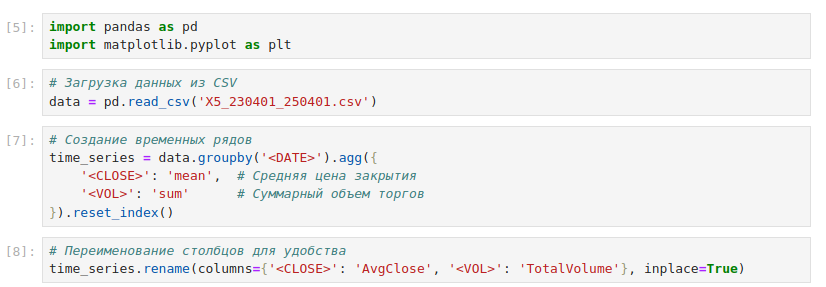 [5]: import pandas as pd
import matplotlib.pyplot as plt
[6]: # Загрузка данных из CSV
data = pd.read_csv('X5_230401_250401.csv')
[7]: # Создание временных рядов
time_series = data.groupby('<DATE>').agg({
    '<CLOSE>': 'mean',  # Средняя цена закрытия
    '<VOL>': 'sum'      # Суммарный объем торгов
}).reset_index()
[8]: # Переименование столбцов для удобства
time_series.rename(columns={'<CLOSE>': 'AvgClose', '<VOL>': 'TotalVolume'}, inplace=True)